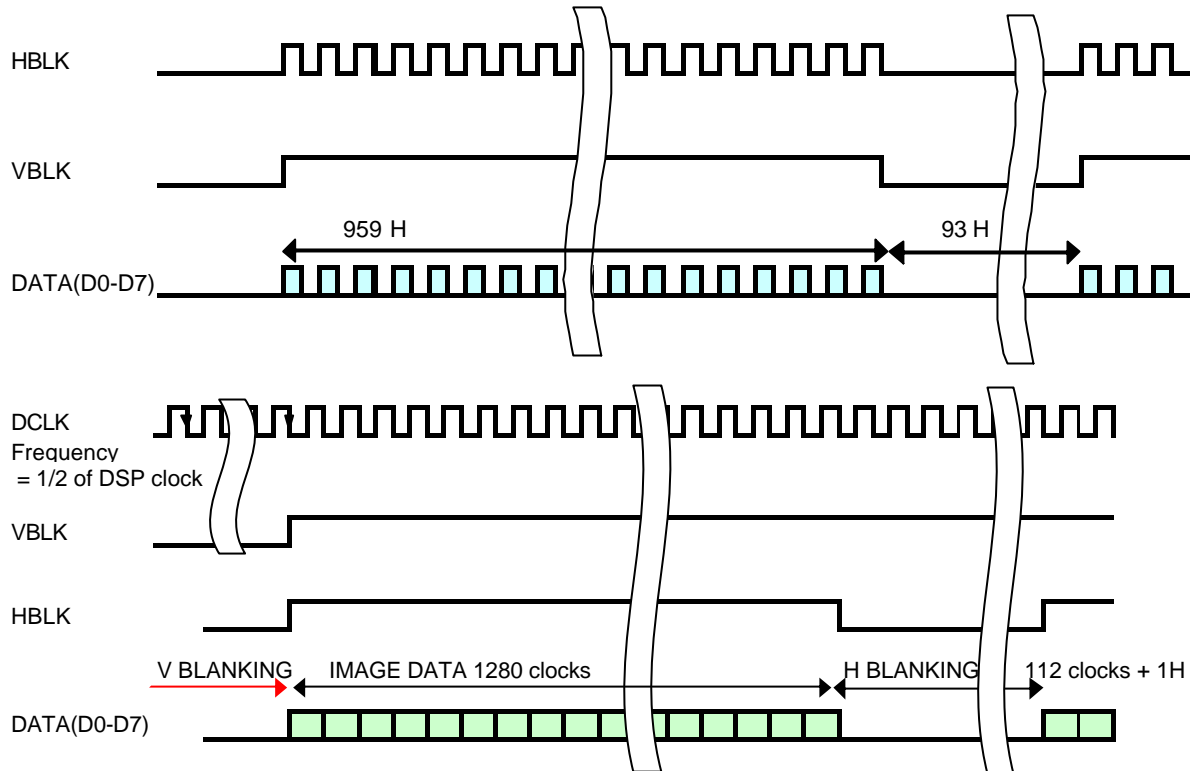 HBLK
VBLK
959 H
93 H
DATA(D0-D7)
DCLK
Frequency
= 1/2 of DSP clock
VBLK
HBLK
V BLANKING
IMAGE DATA 1280 clocks
H BLANKING
112 clocks + 1H
DATA(D0-D7)